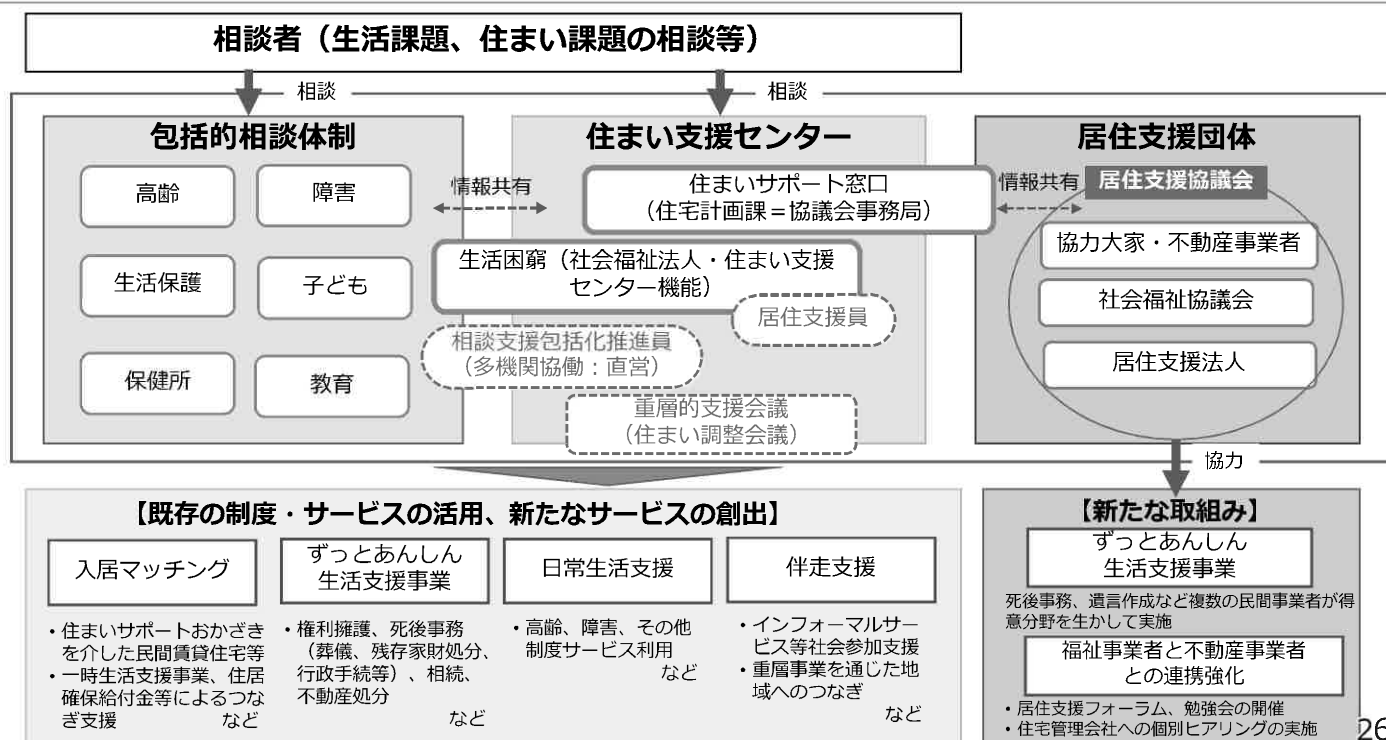 相談者（生活課題、住まい課題の相談等）
相談
相談
包括的相談体制
高齢
障害
生活保護
子ども
保健所
教育
情報共有
住まい支援センター
住まいサポート窓口
（住宅計画課＝協議会事務局）
生活困窮（社会福祉法人・住まい支援
センター機能）
居住支援員
相談支援包括化推進員
（多機関協働：直営）
重層的支援会議
（住まい調整会議）
情報共有
居住支援団体
居住支援協議会
協力大家・不動産事業者
社会福祉協議会
居住支援法人
協力
【既存の制度・サービスの活用、新たなサービスの創出】
入居マッチング
・住まいサポートおかざき
を介した民間賃貸住宅等
・一時生活支援事業、住居
確保給付金等によるつな
ぎ支援 など
ずっとあんしん
生活支援事業
・権利擁護、死後事務
（葬儀、残存家財処分、
行政手続等）、相続、
不動産処分
など
日常生活支援
・高齢、障害、その他
制度サービス利用
など
伴走支援
・インフォーマルサー
ビス等社会参加支援
・重層事業を通じた地
域へのつなぎ
など
【新たな取組み】
ずっとあんしん
生活支援事業
死後事務、遺言作成など複数の民間事業者が得
意分野を生かして実施
福祉事業者と不動産事業者
との連携強化
・居住支援フォーラム、勉強会の開催
・住宅管理会社への個別ヒアリングの実施
26